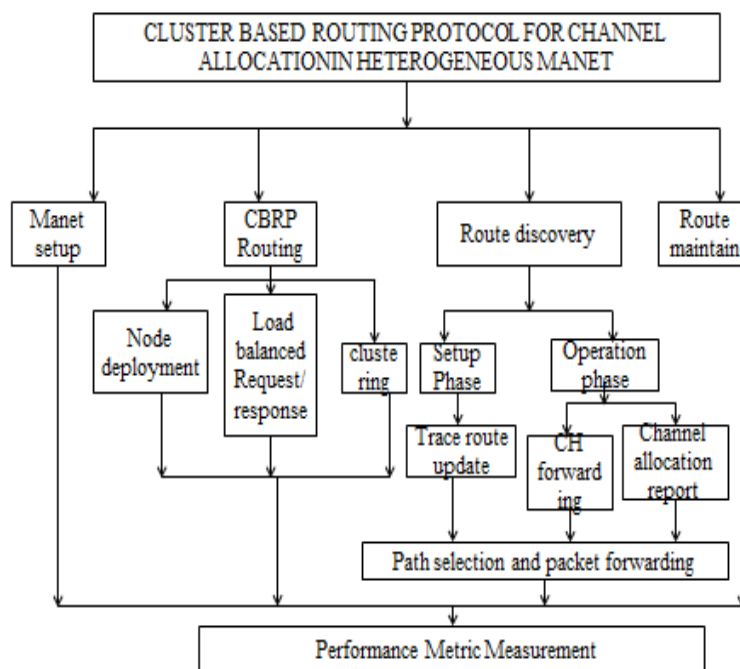 CLUSTER BASED ROUTING PROTOCOL FOR CHANNEL
ALLOCATIONIN HETEROGENEOUS MANET
Manet
setup
CBRP
Routing
Route discovery
Route
maintain
Node
deployment
Load
balanced
Request/
response
cluste
ring
Setup
Phase
Operation
phase
Trace route
update
CH
forward
ing
Channel
allocation
report
Path selection and packet forwarding
Performance Metric Measurement